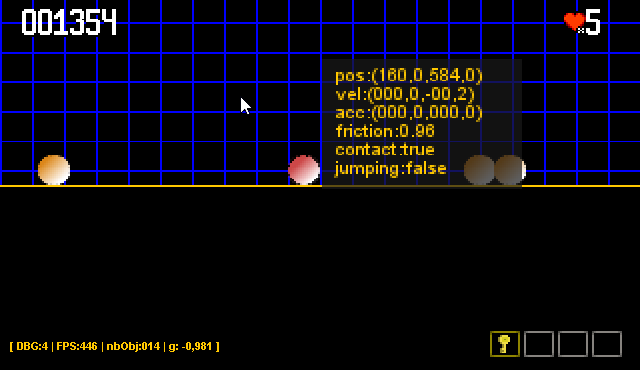 001354
5
pos:(160,0,584,0)
vel:(000,0,-00,2)
acc:(000,0,000,0)
friction:0.96
contact:true
jumping:false
[ DBG:4 | FPS:446 | nbObj:014 | g: -0,981 ]